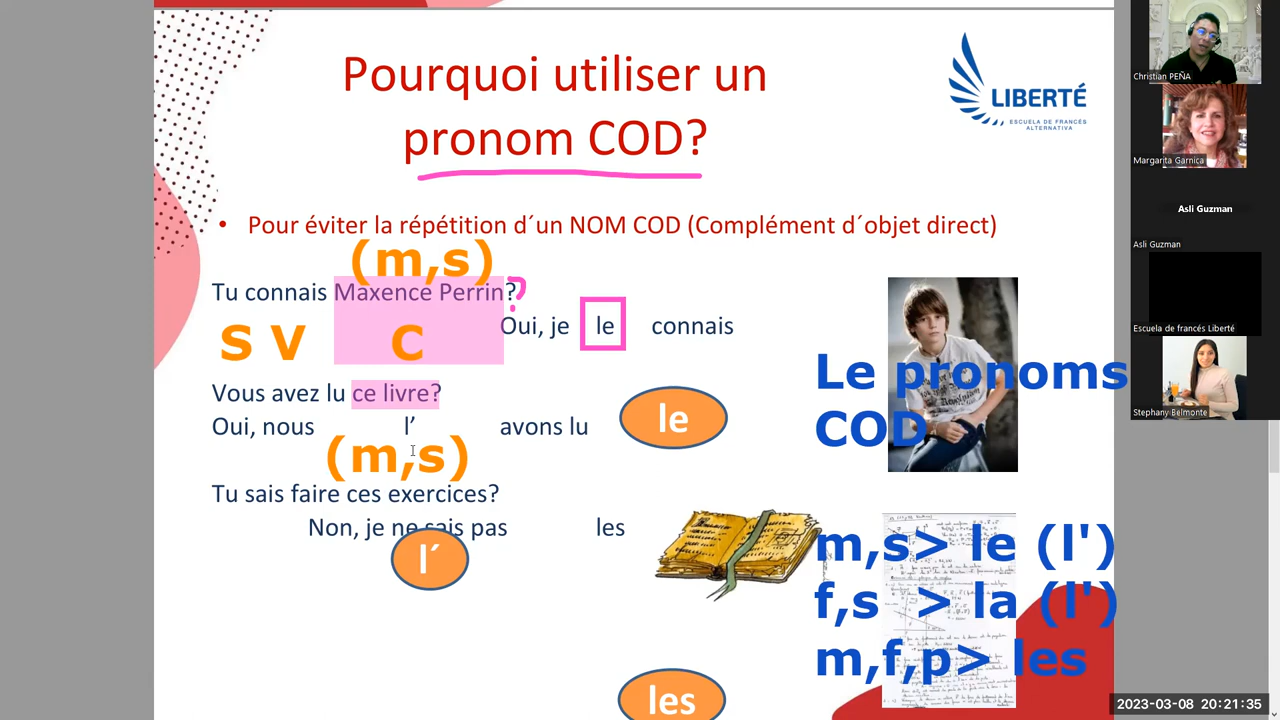 Pourquoi utiliser un
pronom COD?
LIBERTÉ
ESCUELA DE FRANCÉS
ALTERNATIVA
• Pour éviter la répétition d´un NOM COD (Complément d´objet direct)
(m,s)
Tu connais Maxence Perrin?
?
S V C
Oui, je le connais
Vous avez lu ce livre?
Oui, nous l’ avons lu
le
(m,s)
Tu sais faire ces exercices?
Non, je ne sais pas les
l´
les
Le pronoms
COD
m,s> le (l')
f,s > la (l')
m,f,p> les
Christian PEÑA
Margarita Garnica
Asli Guzman
Asli Guzman
Escuela de francés Liberté
Stephany Belmonte
2023-03-08 20:21:35